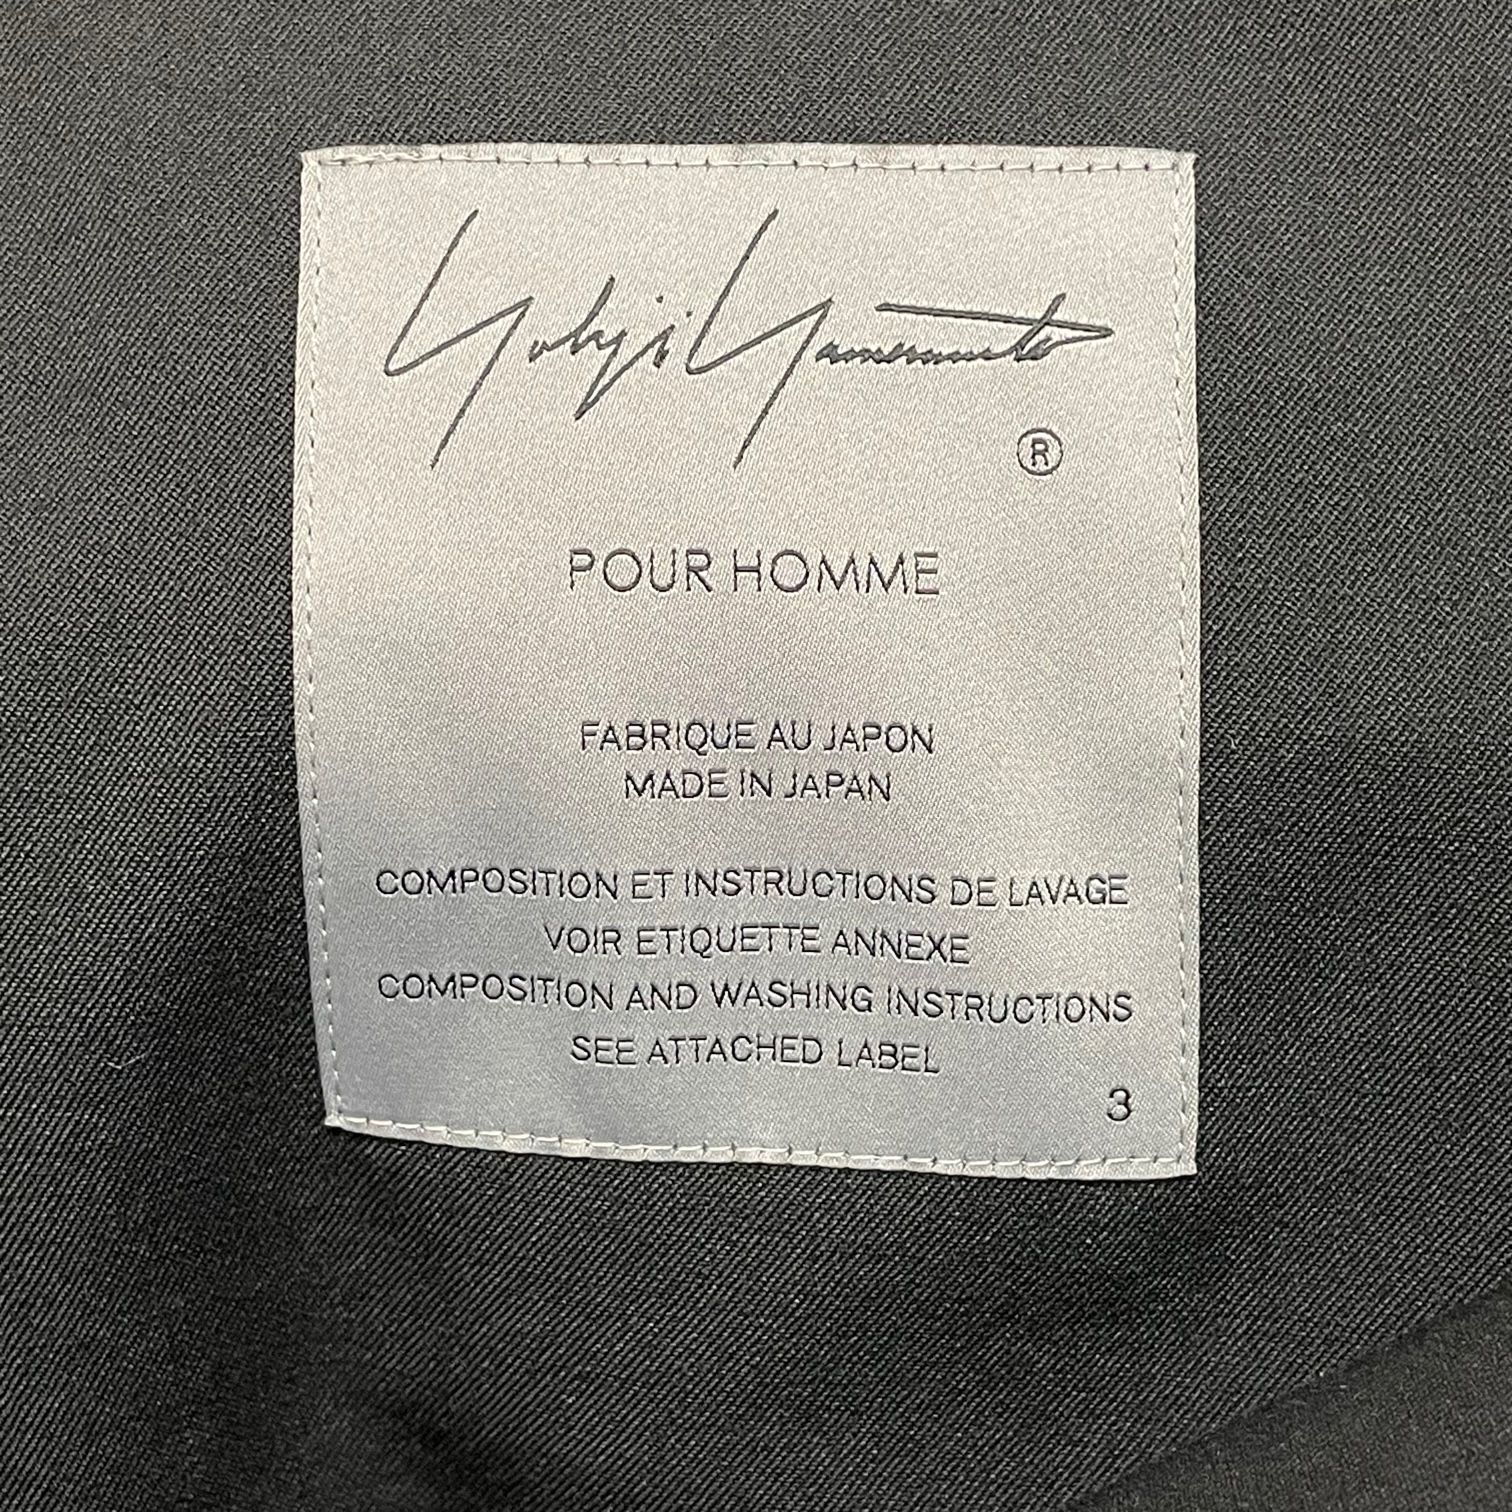 Yohji Yamamoto
®
POUR HOMME
FABRIQUE AU JAPON
MADE IN JAPAN
COMPOSITION ET INSTRUCTIONS DE LAVAGE
VOIR ETIQUETTE ANNEXE
COMPOSITION AND WASHING INSTRUCTIONS
SEE ATTACHED LABEL
3